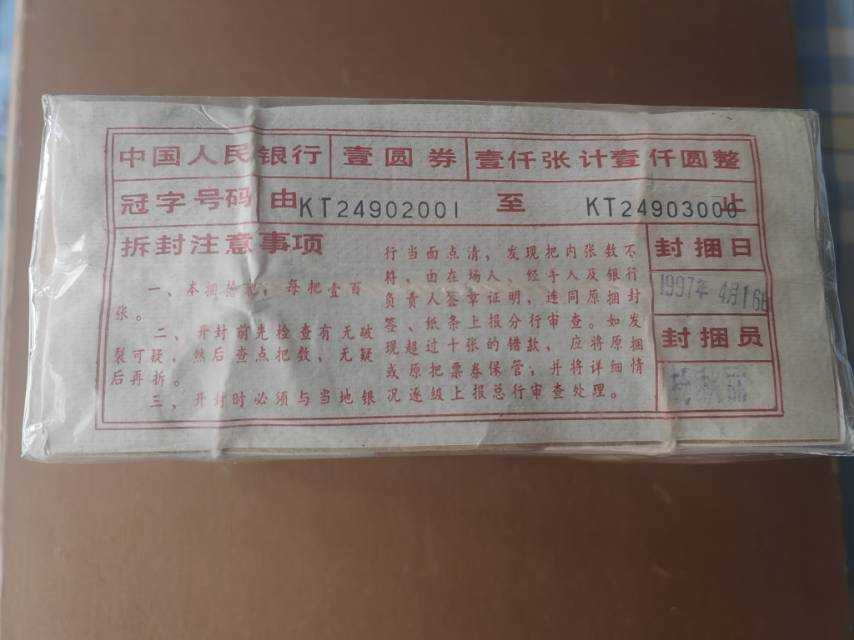 中国人民银行 壹圆券 壹仟张计壹仟圆整
冠字号码 由 KT24902001 至 KT24903000 止
拆封注意事项
一、本捆拾把，每把壹百
张。
二、开封前先检查有无破
裂可疑，然后查点把数，无疑
后再折。
三、开封时必须与当地银
行当面点清，发现把内张数不
符，由在场人、经手人及银行
负责人签章证明，连同原捆封
签、纸条上报分行审查。如发
现超过十张的错款，应将原捆
或原把票券保管；并将详细情
况逐级上报总行审查处理。
封捆日
1997年 4月16日
封捆员